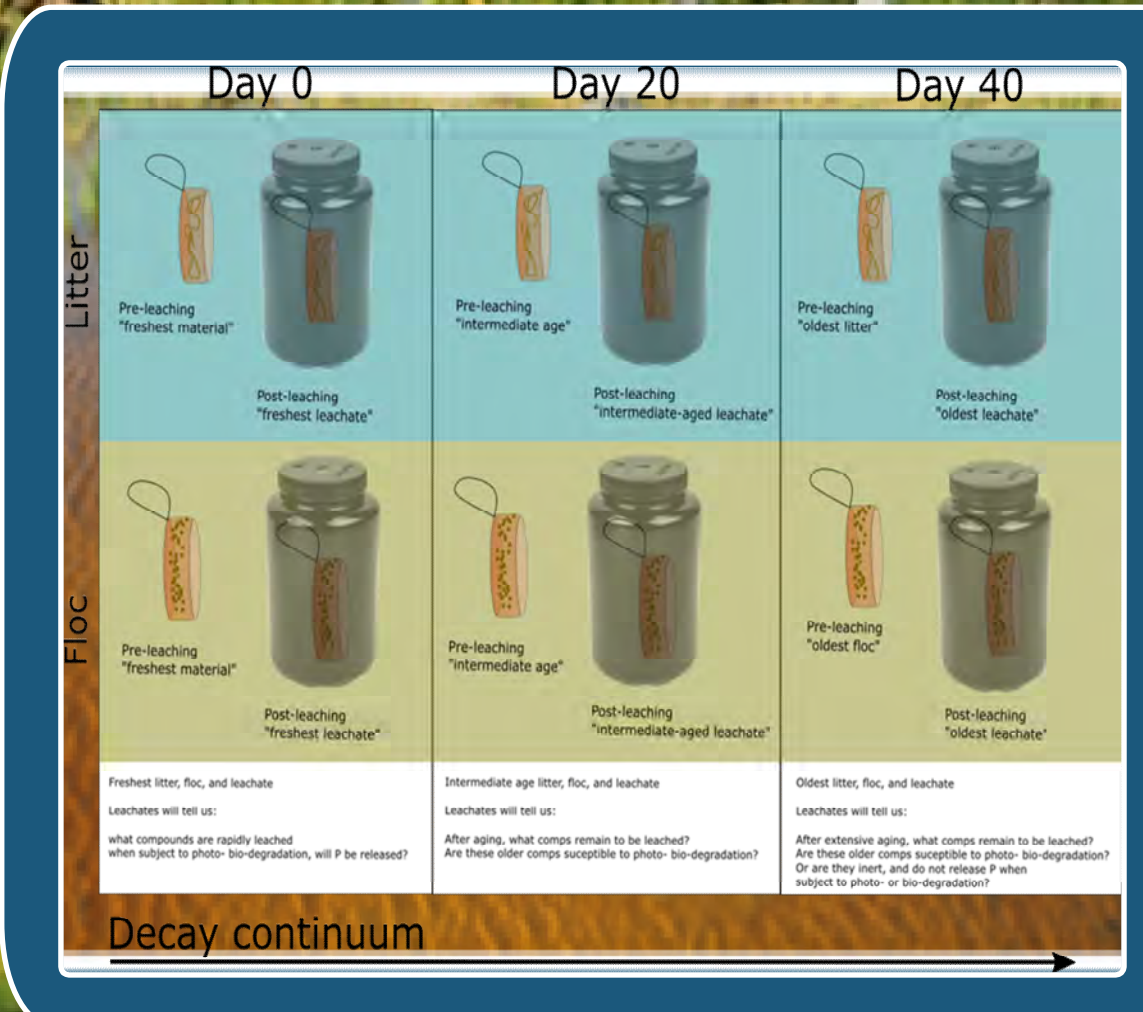 Day 0
Day 20
Day 40
Litter
Pre-leaching
"freshest material"
Post-leaching
"freshest leachate"
Pre-leaching
"intermediate age"
Post-leaching
"intermediate-aged leachate"
Pre-leaching
"oldest litter"
Post-leaching
"oldest leachate"
Floc
Pre-leaching
"freshest material"
Post-leaching
"freshest leachate"
Pre-leaching
"intermediate age"
Post-leaching
"intermediate-aged leachate"
Pre-leaching
"oldest floc"
Post-leaching
"oldest leachate"
Freshest litter, floc, and leachate
Leachates will tell us:
what compounds are rapidly leached
when subject to photo- bio-degradation, will P be released?
Intermediate age litter, floc, and leachate
Leachates will tell us:
After aging, what comps remain to be leached?
Are these older comps suceptible to photo- bio-degradation?
Oldest litter, floc, and leachate
Leachates will tell us:
After extensive aging, what comps remain to be leached?
Are these older comps suceptible to photo- bio-degradation?
Or are they inert, and do not release P when
subject to photo- or bio-degradation?
Decay continuum